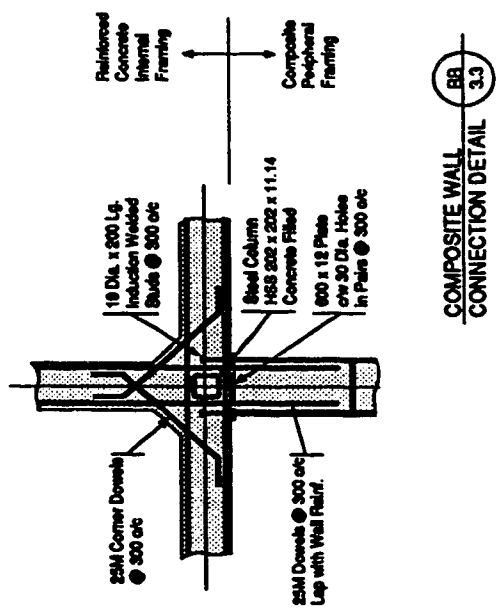 Reinforced
Concrete
Internal
Framing
Composite
Peripheral
Framing
19 Dia. x 200 Lg.
Induction Welded
Studs @ 300 o/c
Steel Column
HSS 202 x 202 x 11.14
Concrete Filled
600 x 12 Plate
c/w 30 Dia. Holes
in Pairs @ 300 o/c
25M Corner Dowels
@ 300 o/c
25M Dowels @ 300 o/c
Lap with Wall Reinf.
COMPOSITE WALL
CONNECTION DETAIL
BB
3.3